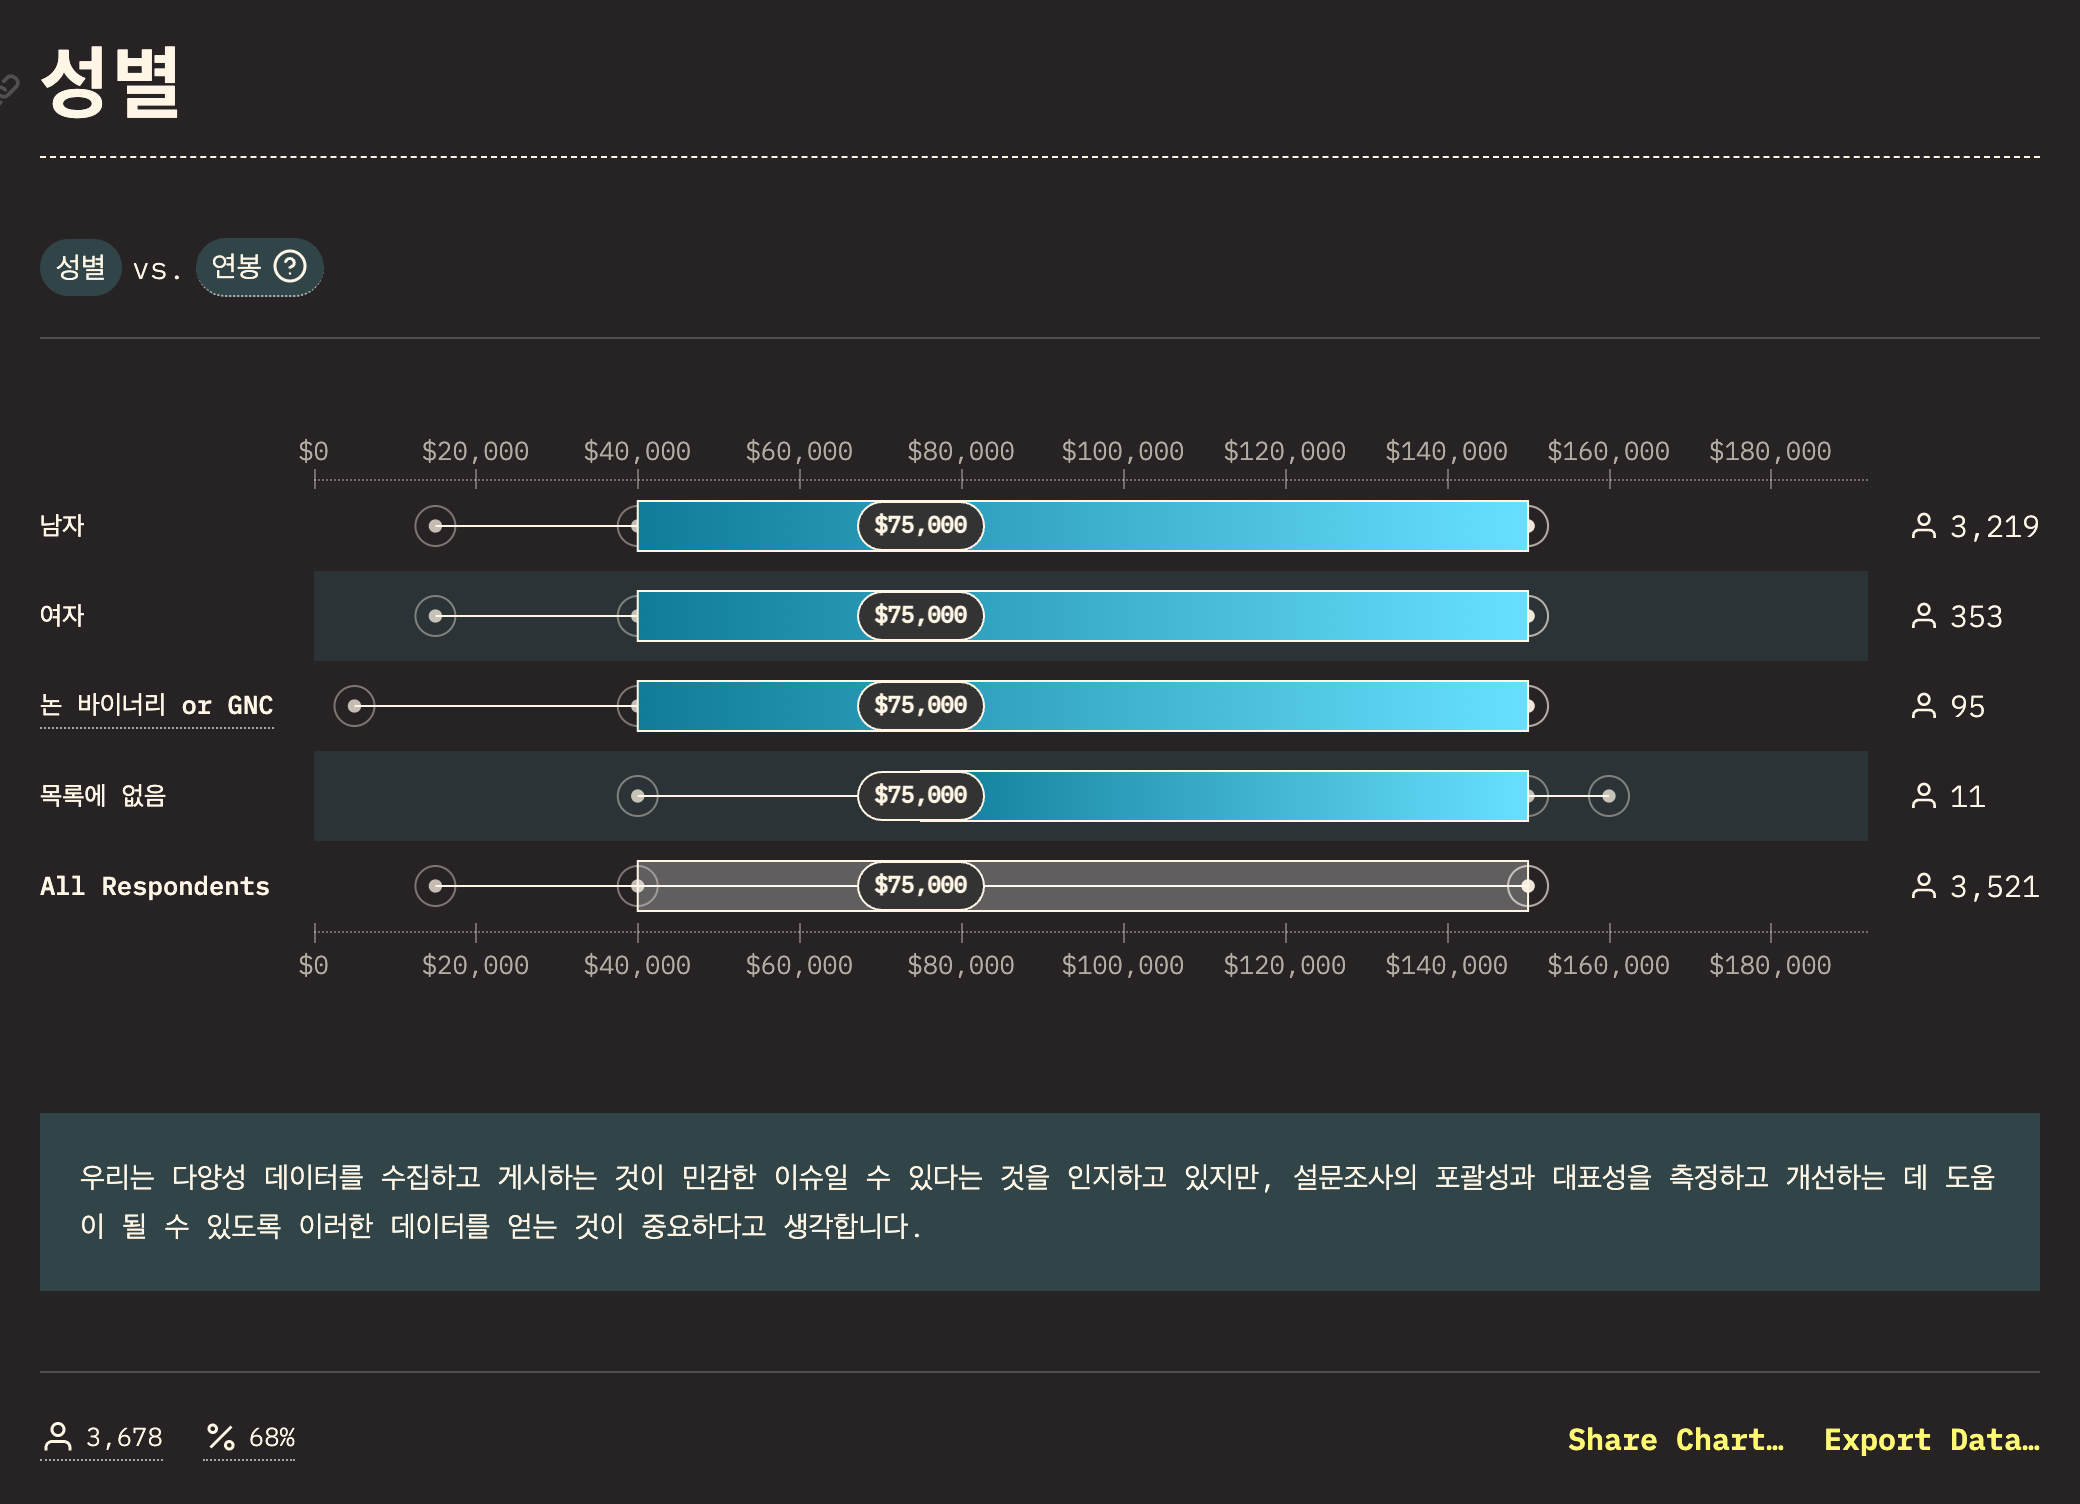 성별
성별 vs. 연봉
$0 $20,000 $40,000 $60,000 $80,000 $100,000 $120,000 $140,000 $160,000 $180,000
남자 $75,000 3,219
여자 $75,000 353
논 바이너리 or GNC $75,000 95
목록에 없음 $75,000 11
All Respondents $75,000 3,521
$0 $20,000 $40,000 $60,000 $80,000 $100,000 $120,000 $140,000 $160,000 $180,000
우리는 다양성 데이터를 수집하고 게시하는 것이 민감한 이슈일 수 있다는 것을 인지하고 있지만, 설문조사의 포괄성과 대표성을 측정하고 개선하는 데 도움
이 될 수 있도록 이러한 데이터를 얻는 것이 중요하다고 생각합니다.
3,678 68% Share Chart… Export Data…